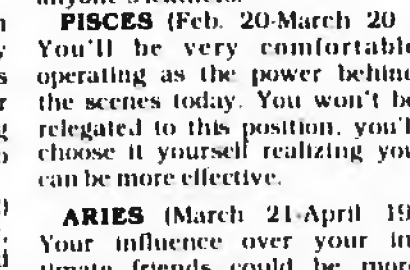 PISCES (Feb. 20-March 20
You'll be very comfortable
operating as the power behind
the scenes today. You won't be
relegated to this position, you'll
choose it yourself realizing you
can be more effective.
ARIES (March 21-April 19
Your influence over your in-
timate friends could be more